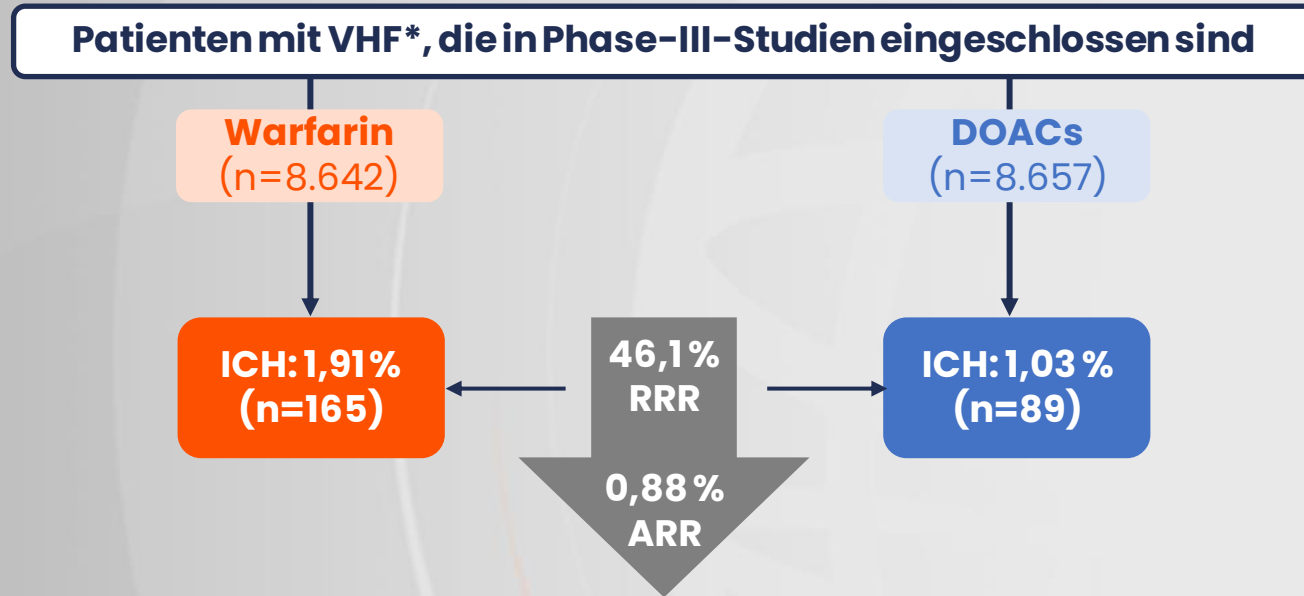 Patienten mit VHF*, die in Phase-III-Studien eingeschlossen sind
Warfarin
(n=8.642)
DOACs
(n=8.657)
ICH: 1,91 %
(n=165)
46,1 %
RRR
ICH: 1,03 %
(n=89)
0,88 %
ARR